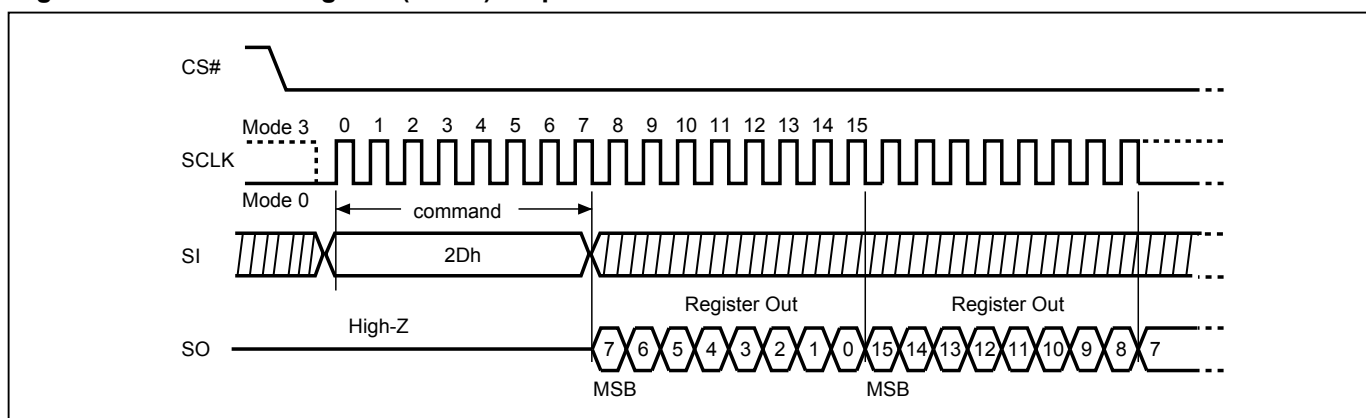 CS#
Mode 3
0 1 2 3 4 5 6 7 8 9 10 11 12 13 14 15
SCLK
Mode 0
command
SI
2Dh
Register Out Register Out
High-Z
SO
7 6 5 4 3 2 1 0 15 14 13 12 11 10 9 8 7
MSB MSB